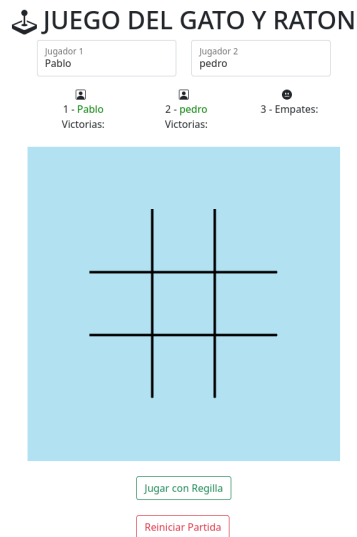 JUEGO DEL GATO Y RATON
Jugador 1
Pablo
Jugador 2
pedro
1 - Pablo
Victorias:
2 - pedro
Victorias:
3 - Empates:
Jugar con Regilla
Reiniciar Partida